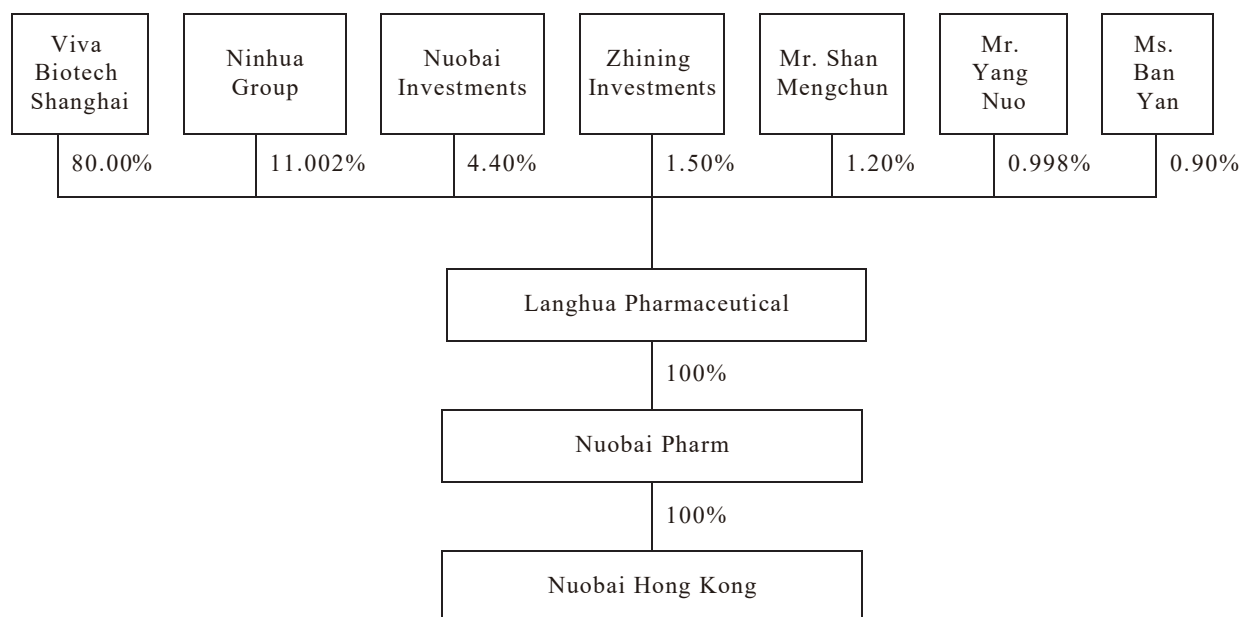 Viva
Biotech
Shanghai
Ninhua
Group
Nuobai
Investments
Zhining
Investments
Mr. Shan
Mengchun
Mr.
Yang
Nuo
Ms.
Ban
Yan
80.00%
11.002%
4.40%
1.50%
1.20%
0.998%
0.90%
Langhua Pharmaceutical
100%
Nuobai Pharm
100%
Nuobai Hong Kong